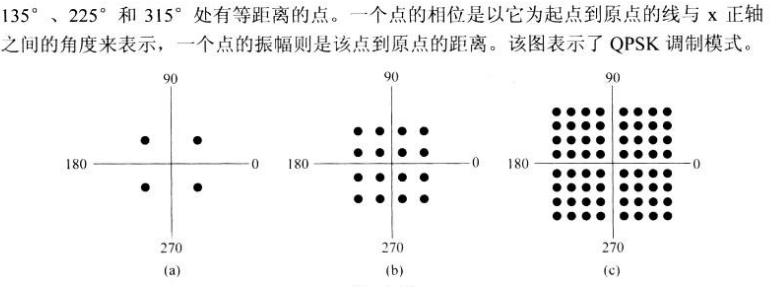 135°、225° 和 315° 处有等距离的点。一个点的相位是以它为起点到原点的线与 x 正轴
之间的角度来表示，一个点的振幅则是该点到原点的距离。该图表示了 QPSK 调制模式。
90 90 90
180 0 180 0 180 0
270 270 270
(a) (b) (c)